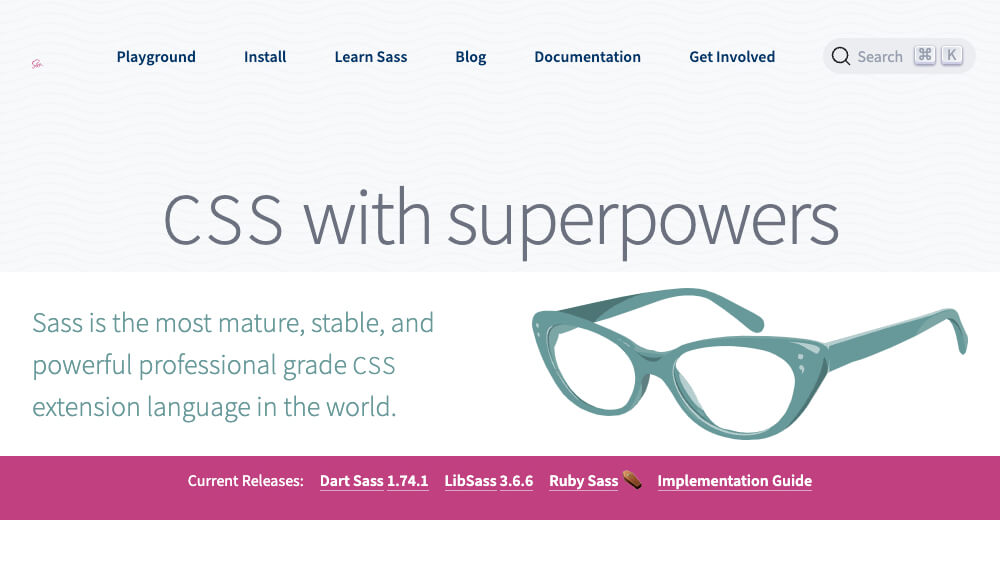 Sass
Playground
Install
Learn Sass
Blog
Documentation
Get Involved
Search ⌘ K
CSS with superpowers
Sass is the most mature, stable, and
powerful professional grade CSS
extension language in the world.
Current Releases: Dart Sass 1.74.1 LibSass 3.6.6 Ruby Sass ⚰️ Implementation Guide